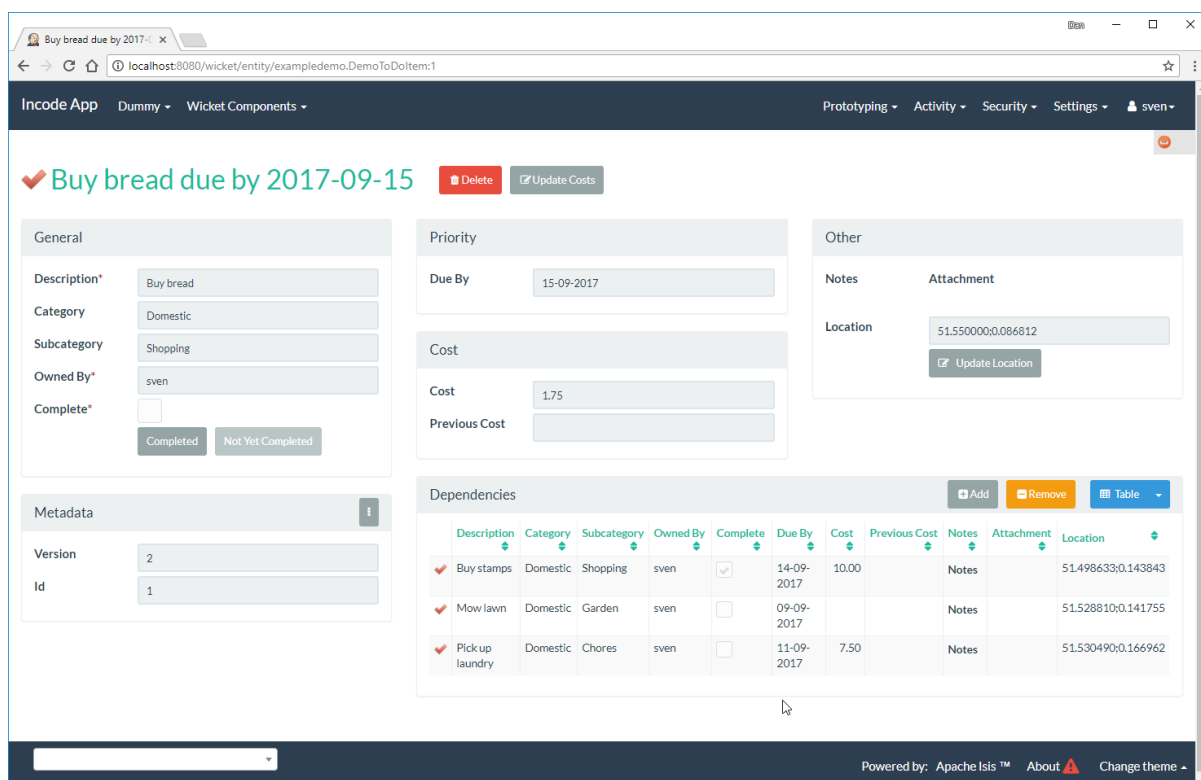 Buy bread due by 2017-
Dan
localhost:8080/wicket/entity/exampledemo.DemoToDoItem:1
Incode App Dummy Wicket Components Prototyping Activity Security Settings sven
Buy bread due by 2017-09-15 Delete Update Costs
General
Description* Buy bread
Category Domestic
Subcategory Shopping
Owned By* sven
Complete*
Completed Not Yet Completed
Metadata
Version 2
Id 1
Priority
Due By 15-09-2017
Cost
Cost 1.75
Previous Cost
Other
Notes Attachment
Location 51.550000;0.086812
Update Location
Dependencies Add Remove Table
Description Category Subcategory Owned By Complete Due By Cost Previous Cost Notes Attachment Location
Buy stamps Domestic Shopping sven 14-09- 10.00 Notes 51.498633;0.143843
2017
Mow lawn Domestic Garden sven 09-09- Notes 51.528810;0.141755
2017
Pick up Domestic Chores sven 11-09- 7.50 Notes 51.530490;0.166962
laundry 2017
Powered by: Apache Isis ™ About Change theme